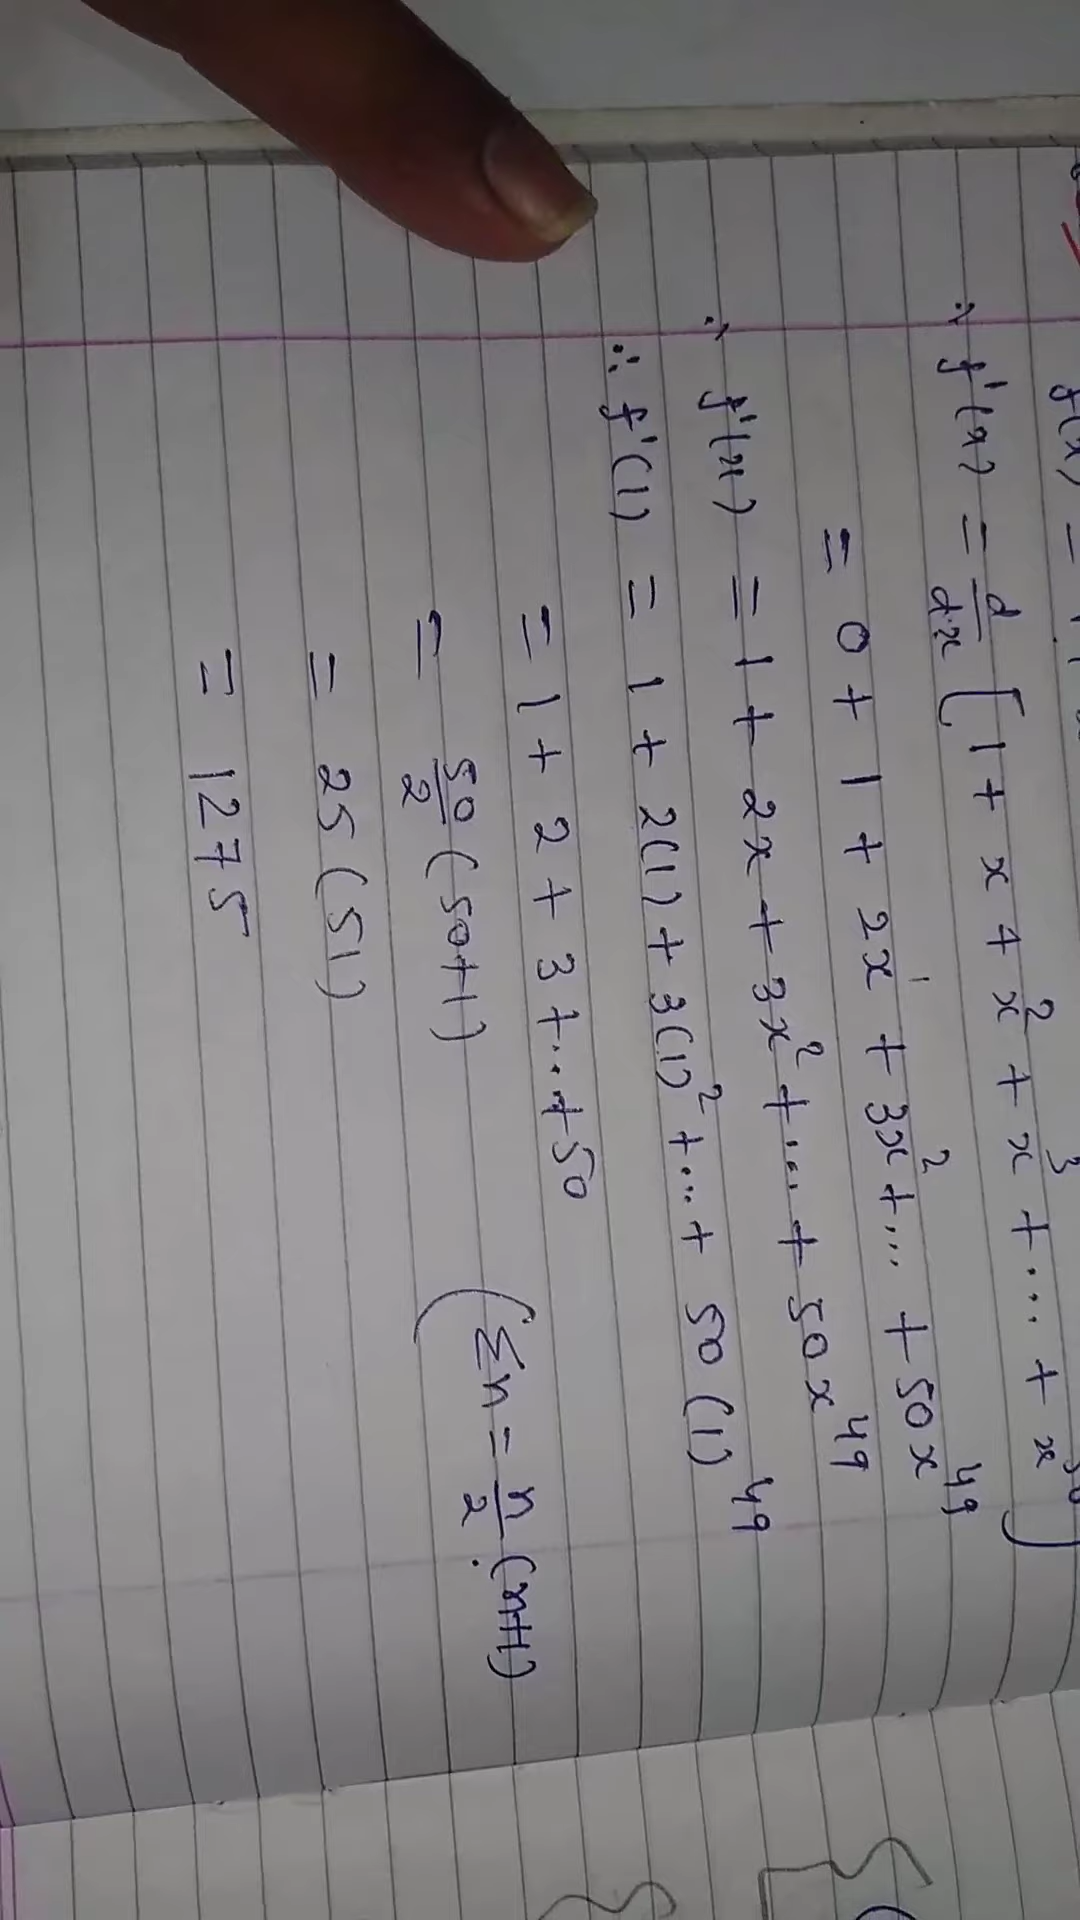 ∴ f'(x) = d/dx [1 + x + x² + x³ + ... + x⁵⁰]
= 0 + 1 + 2x¹ + 3x² + ... + 50x⁴⁹
∴ f'(x) = 1 + 2x + 3x² + ... + 50x⁴⁹
∴ f'(1) = 1 + 2(1) + 3(1)² + ... + 50(1)⁴⁹
= 1 + 2 + 3 + ... + 50
= 50/2 (50+1) (Σn = n/2 (n+1)
= 25(51)
= 1275